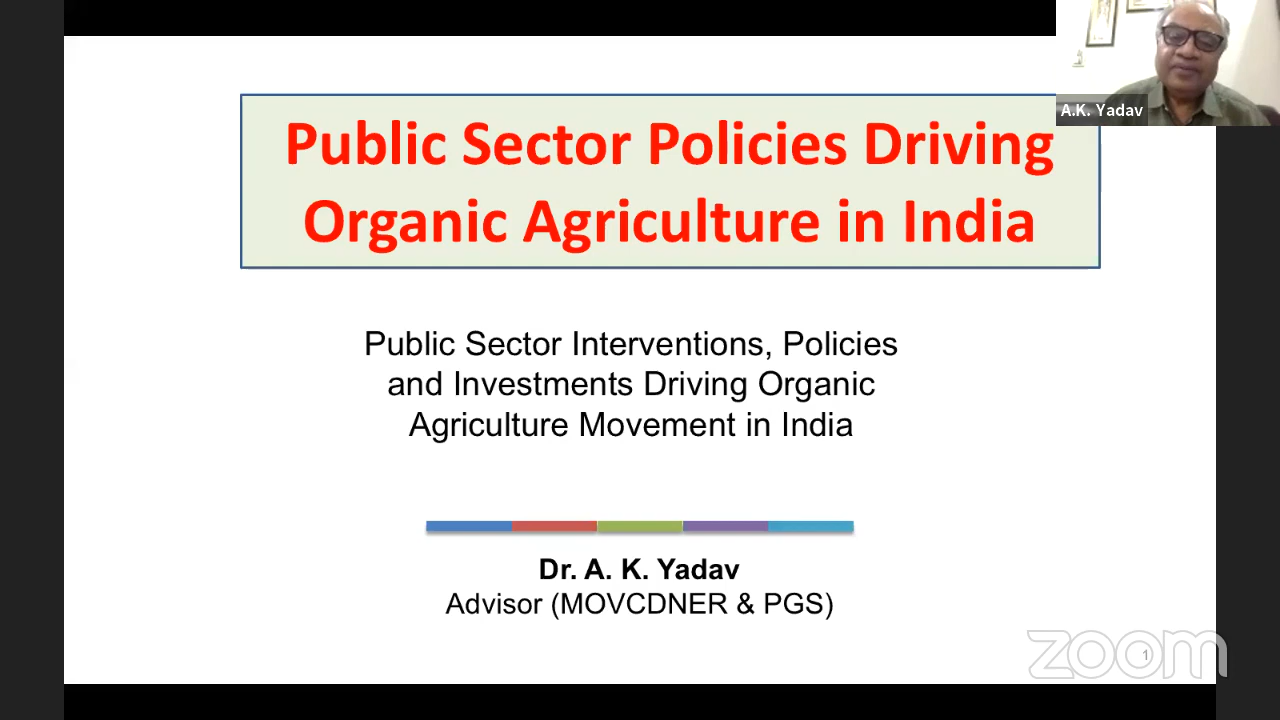 A.K. Yadav
Public Sector Policies Driving
Organic Agriculture in India
Public Sector Interventions, Policies
and Investments Driving Organic
Agriculture Movement in India
Dr. A. K. Yadav
Advisor (MOVCDNER & PGS)
zoom
1